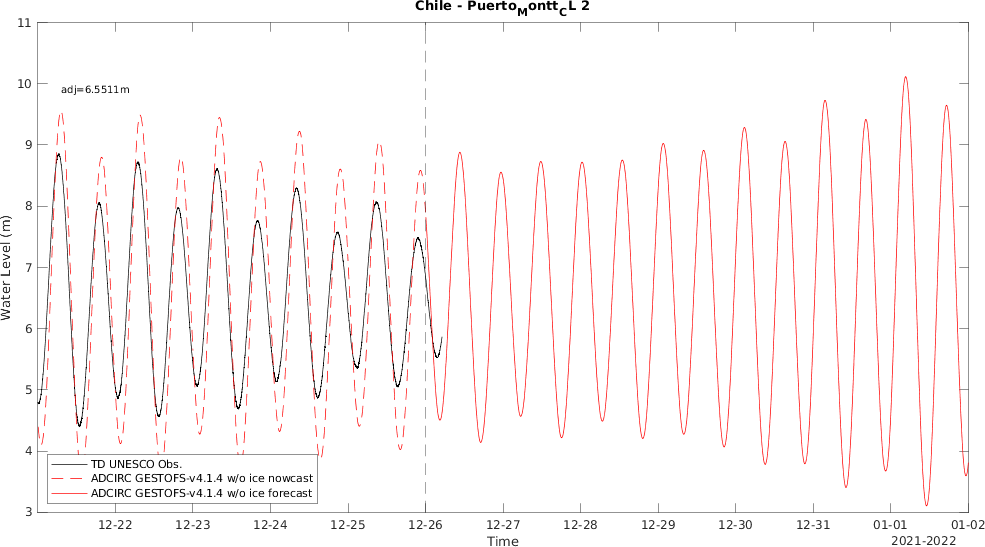 Chile - PuertoMonttCL 2
adj=6.5511m
Water Level (m)
11
10
9
8
7
6
5
4
3
TD UNESCO Obs.
ADCIRC GESTOFS-v4.1.4 w/o ice nowcast
ADCIRC GESTOFS-v4.1.4 w/o ice forecast
12-22 12-23 12-24 12-25 12-26 12-27 12-28 12-29 12-30 12-31 01-01 01-02
Time
2021-2022